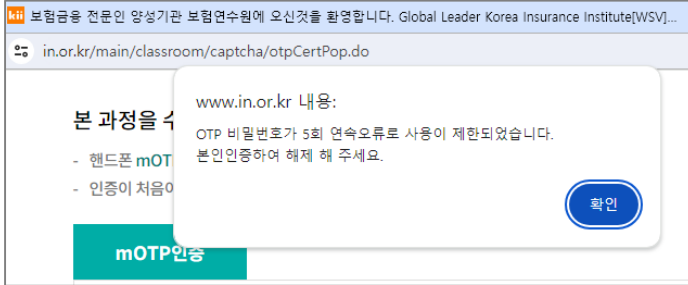 kii 보험금융 전문인 양성기관 보험연수원에 오신것을 환영합니다. Global Leader Korea Insurance Institute[WSV]...
in.or.kr/main/classroom/captcha/otpCertPop.do
www.in.or.kr 내용:
OTP 비밀번호가 5회 연속오류로 사용이 제한되었습니다.
본인인증하여 해제 해 주세요.
확인
본 과정을
- 핸드폰 mOT
- 인증이 처음이
mOTP인증